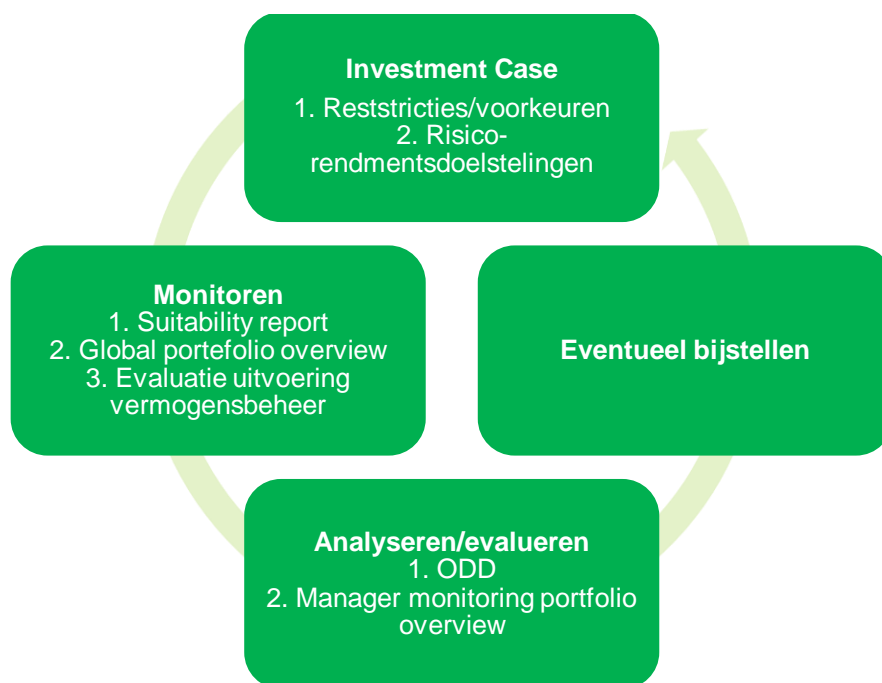 Investment Case
1. Reststricties/voorkeuren
2. Risico-
rendmentsdoelstelingen
Monitoren
1. Suitability report
2. Global portefolio overview
3. Evaluatie uitvoering
vermogensbeheer
Eventueel bijstellen
Analyseren/evalueren
1. ODD
2. Manager monitoring portfolio
overview